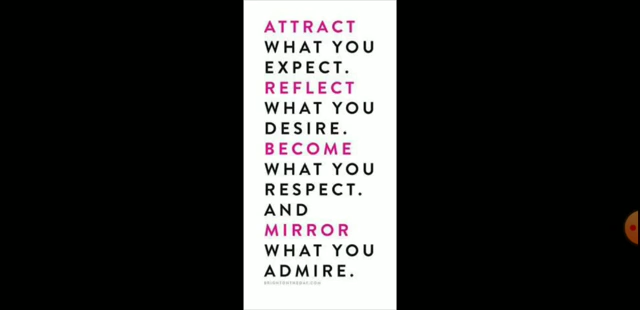 ATTRACT
WHAT YOU
EXPECT.
REFLECT
WHAT YOU
DESIRE.
BECOME
WHAT YOU
RESPECT.
AND
MIRROR
WHAT YOU
ADMIRE.